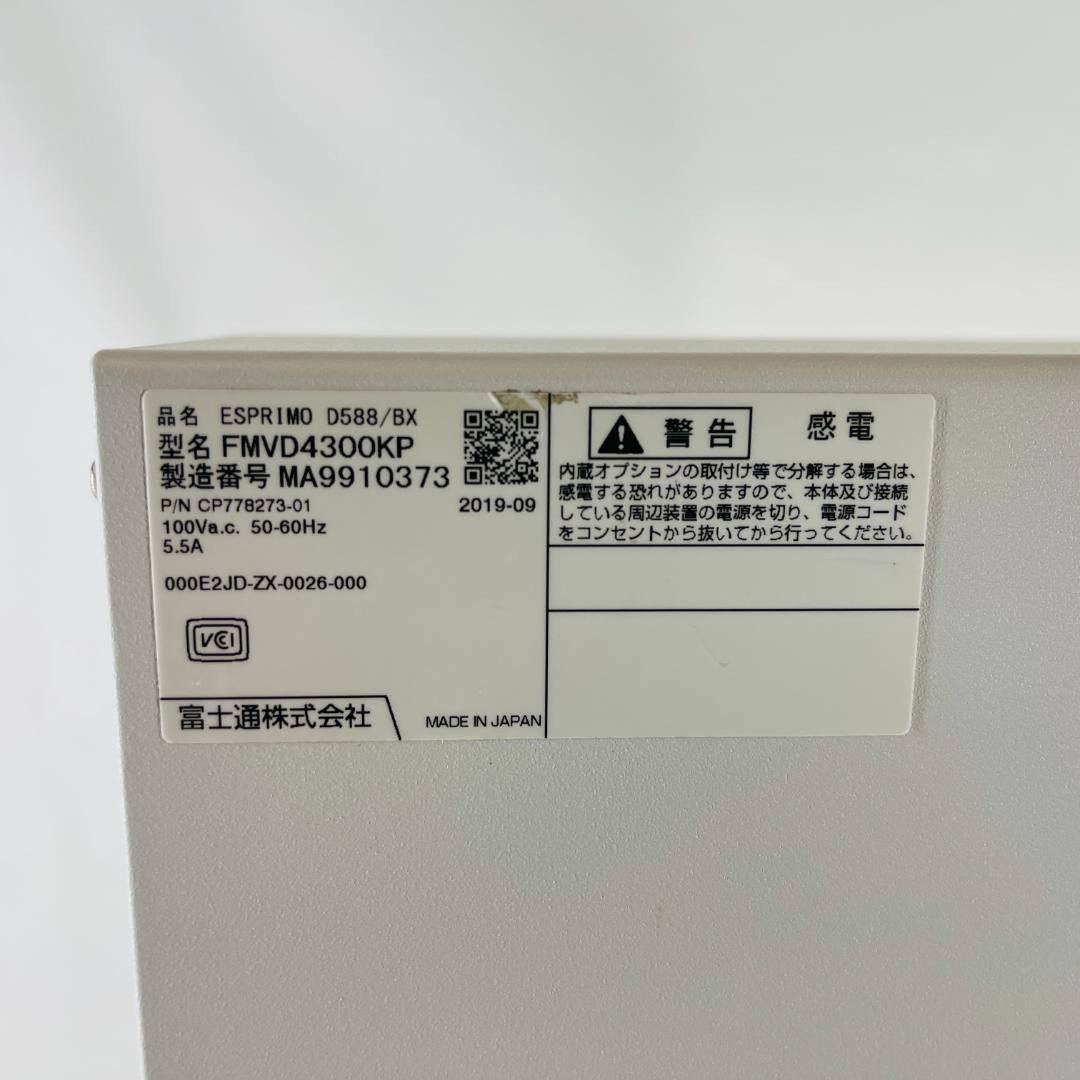 品名 ESPRIMO D588/BX
型名 FMVD4300KP
製造番号 MA9910373
P/N CP778273-01 2019-09
100Va.c. 50-60Hz
5.5A
000E2JD-ZX-0026-000
VCCI
富士通株式会社 MADE IN JAPAN
警告 感電
内蔵オプションの取付け等で分解する場合は、
感電する恐れがありますので、本体及び接続
している周辺装置の電源を切り、電源コード
をコンセントから抜いてから行ってください。